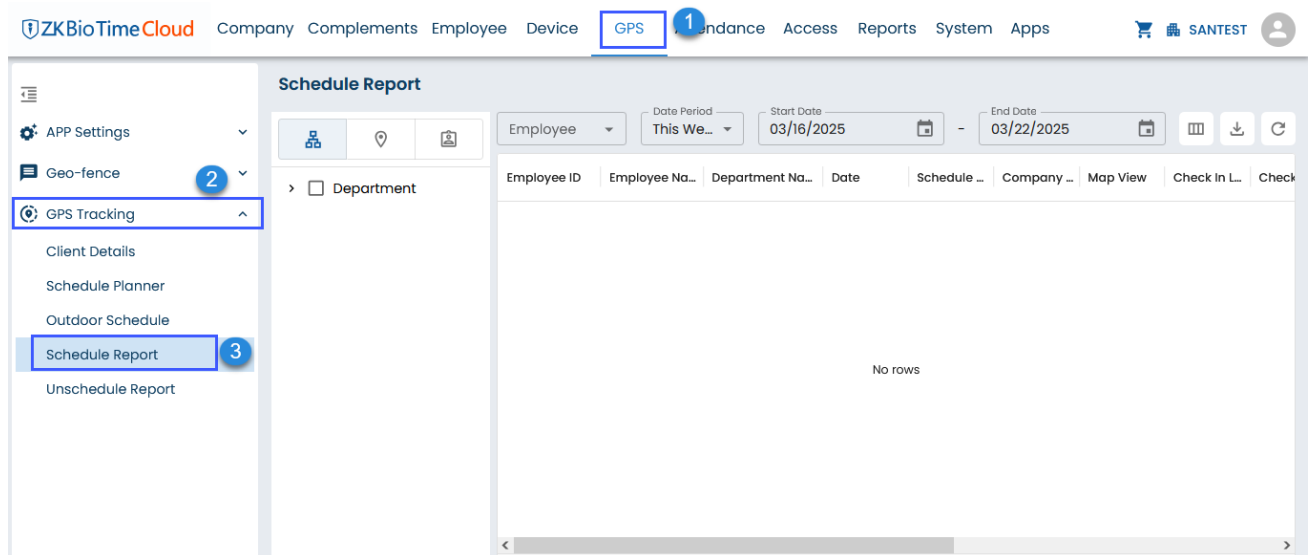 ZKBioTime Cloud Company Complements Employee Device GPS 1 endance Access Reports System Apps SANTEST
Schedule Report
APP Settings
Geo-fence
2
GPS Tracking
Client Details
Schedule Planner
Outdoor Schedule
Schedule Report
3
Unschedule Report
Department
Employee
Date Period
This We...
Start Date
03/16/2025
-
End Date
03/22/2025
Employee ID Employee Na... Department Na... Date Schedule ... Company ... Map View Check In L... Check
No rows